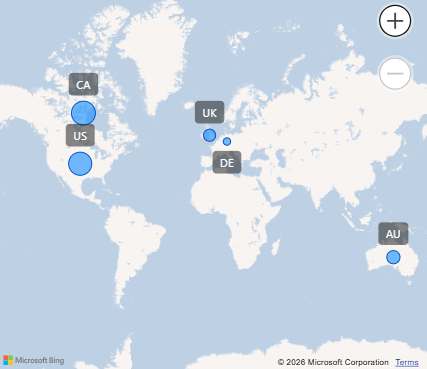 CA
US
UK
DE
AU
Microsoft Bing
© 2026 Microsoft Corporation Terms